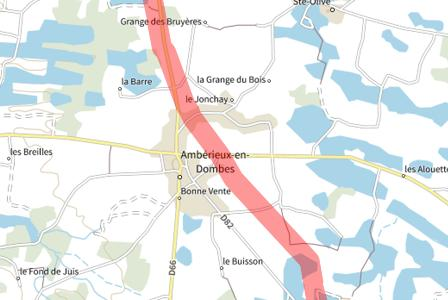 Ste-Olive
Grange des Bruyères
la Barre
la Grange du Bois
le Jonchay
les Breilles
Ambérieux-en-
Dombes
les Alouette
Bonne Vente
D82
le Buisson
D66
le Fond de Juis